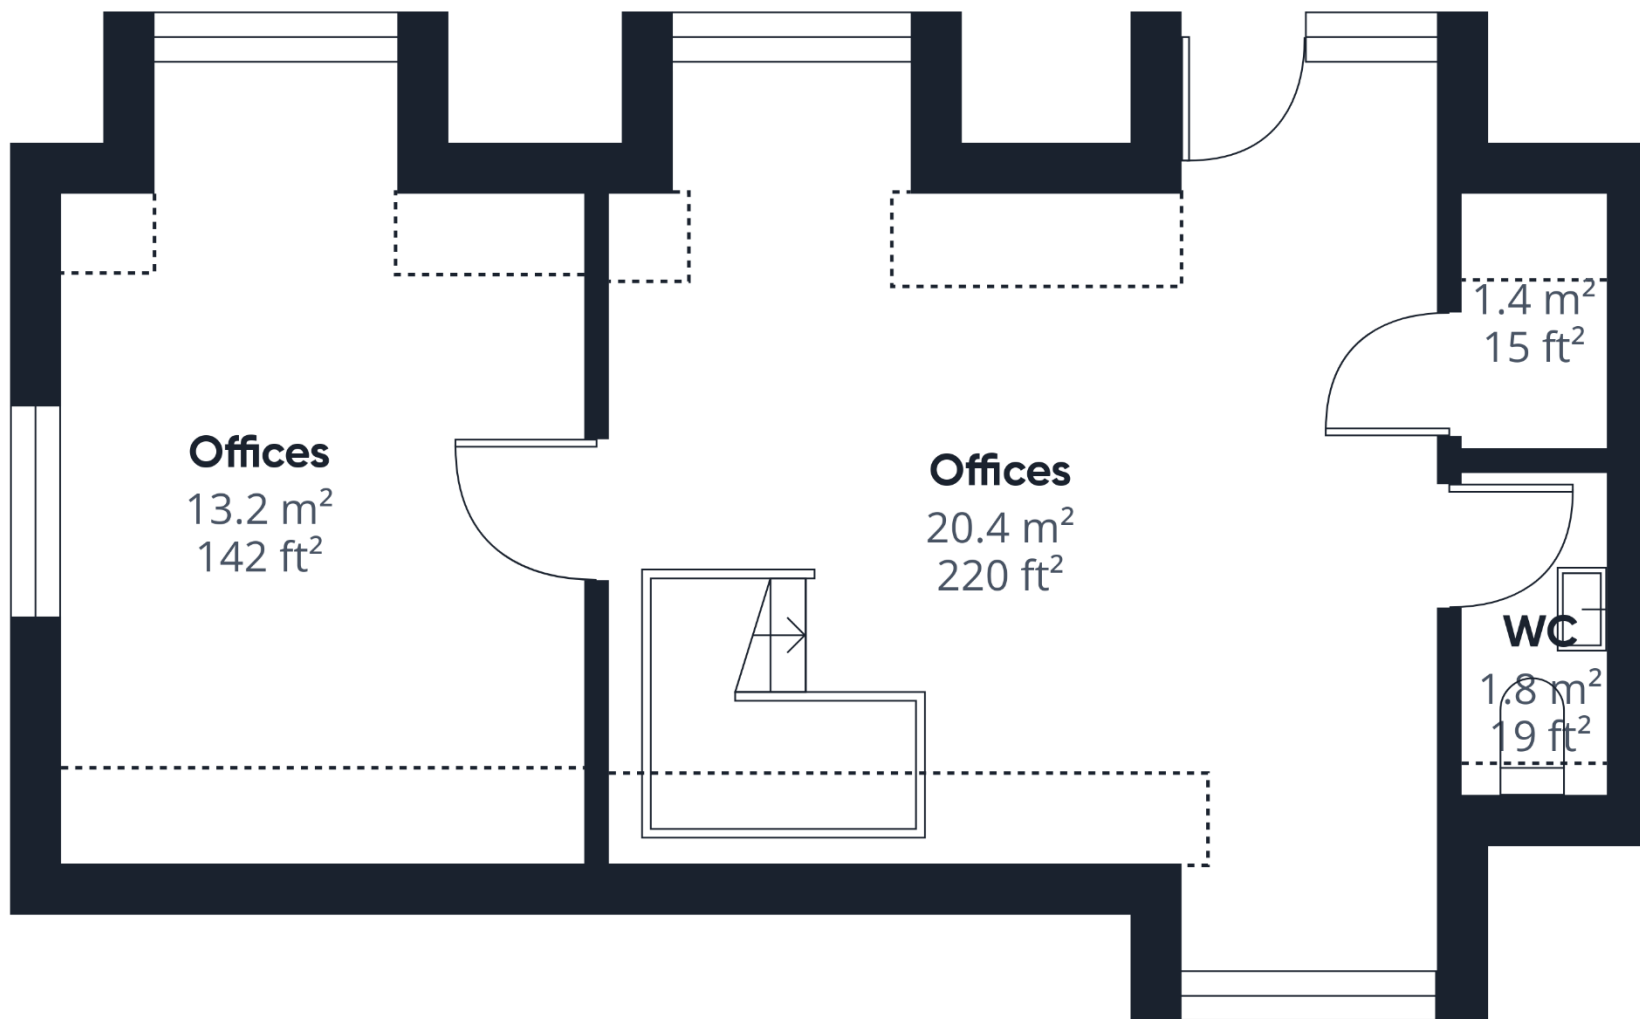 Offices
13.2 m²
142 ft²
Offices
20.4 m²
220 ft²
1.4 m²
15 ft²
WC
1.8 m²
19 ft²